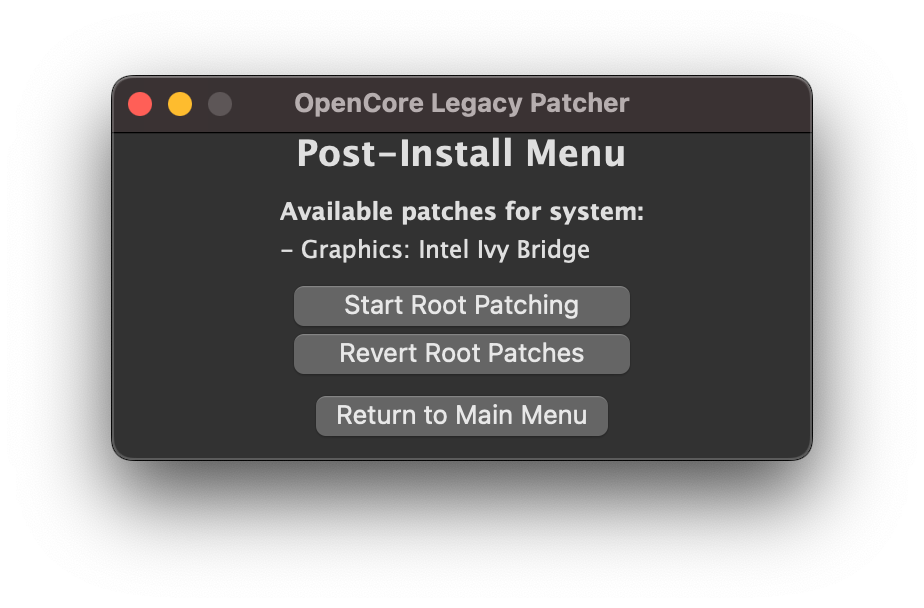 OpenCore Legacy Patcher
Post-Install Menu
Available patches for system:
- Graphics: Intel Ivy Bridge
Start Root Patching
Revert Root Patches
Return to Main Menu